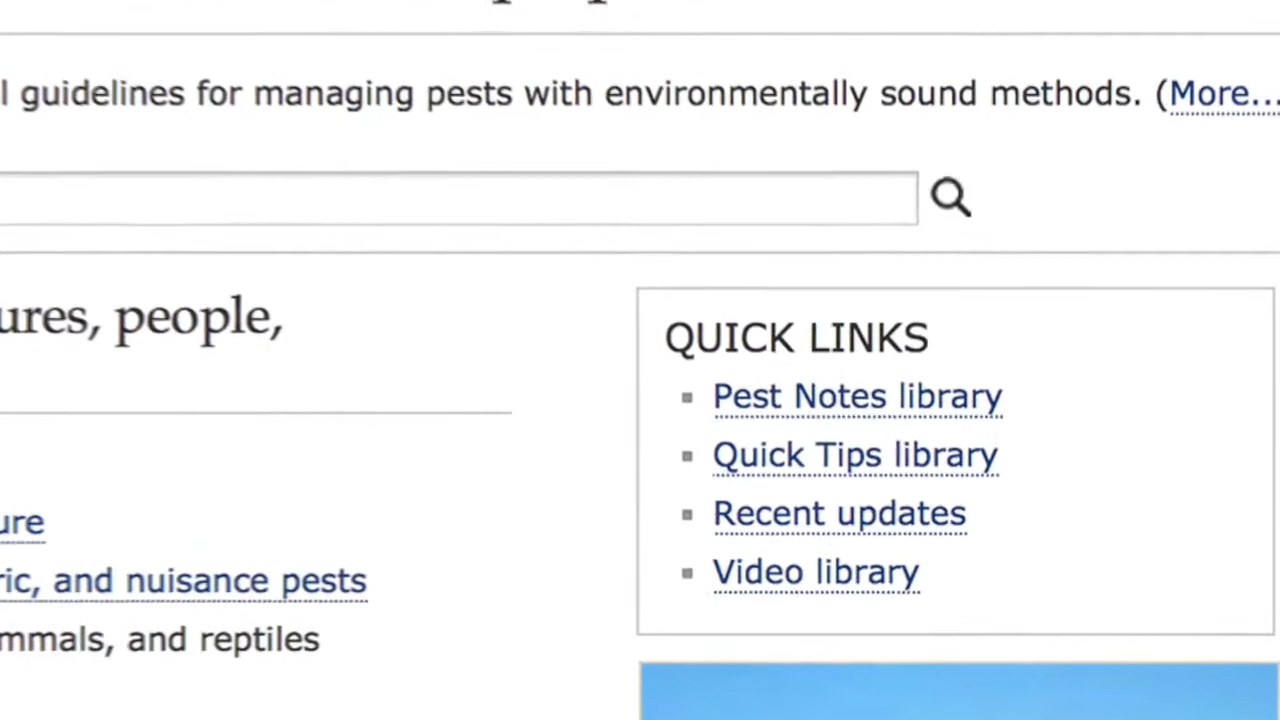 l guidelines for managing pests with environmentally sound methods. (More...
ures, people,
ure
ric, and nuisance pests
mmals, and reptiles
QUICK LINKS
Pest Notes library
Quick Tips library
Recent updates
Video library